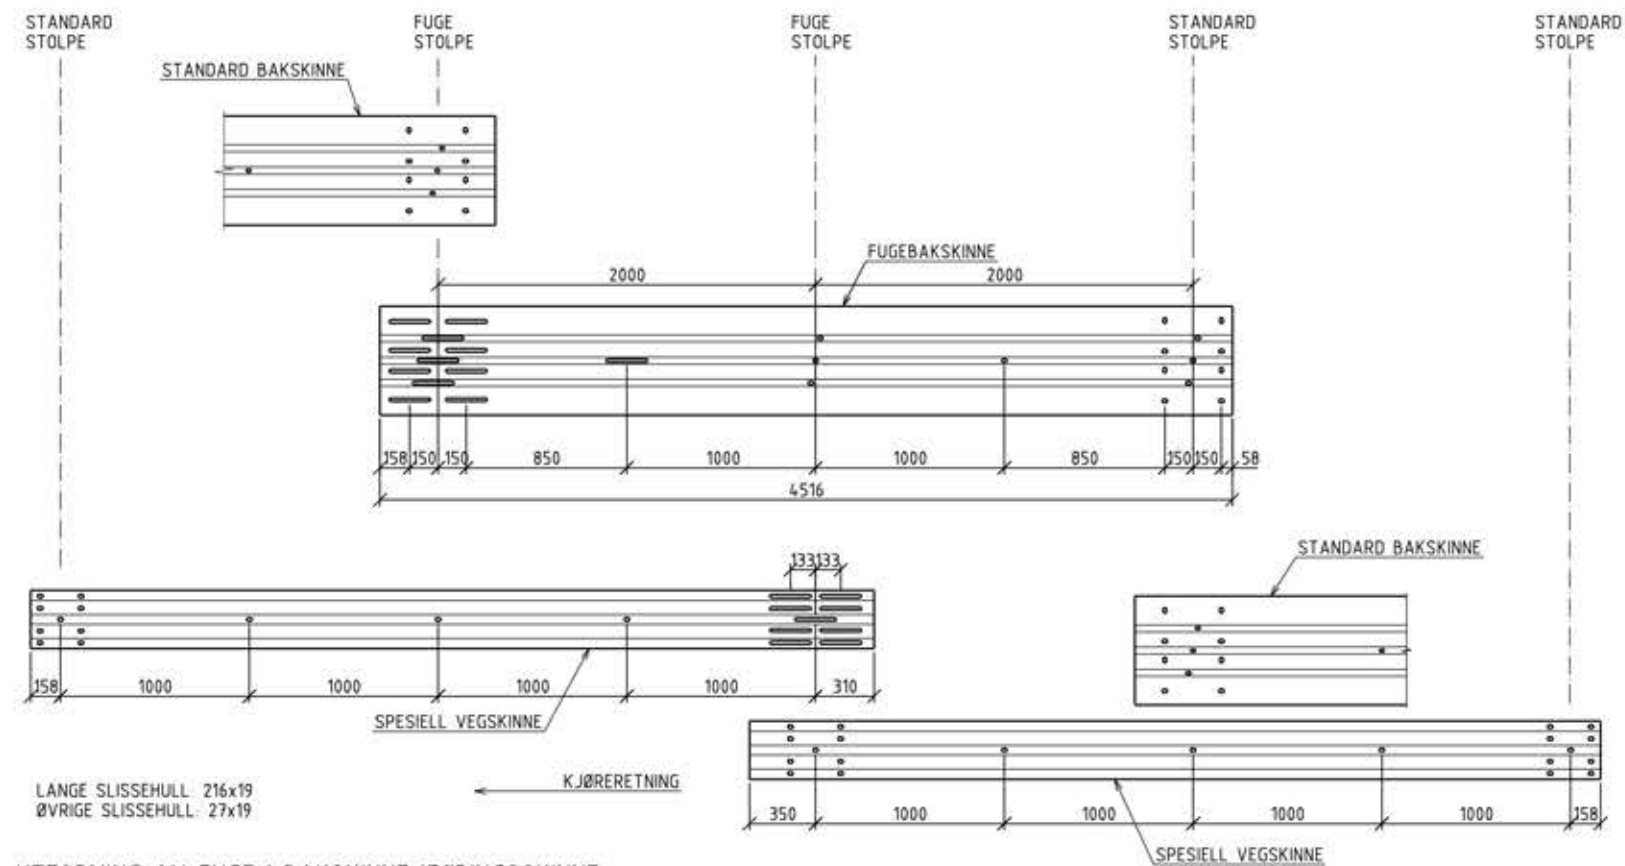 STANDARD
STOLPE
FUGE
STOLPE
FUGE
STOLPE
STANDARD
STOLPE
STANDARD
STOLPE
STANDARD BAKSKINNE
FUGEBAKSKINNE
2000 2000
158 150 150 850 1000 1000 850 150 150 58
4516
133 133
STANDARD BAKSKINNE
158 1000 1000 1000 1000 310
SPESIELL VEGSKINNE
LANGE SLISSEHULL: 216x19
ØVRIGE SLISSEHULL: 27x19
KJØRERETNING
350 1000 1000 1000 1000 158
SPESIELL VEGSKINNE